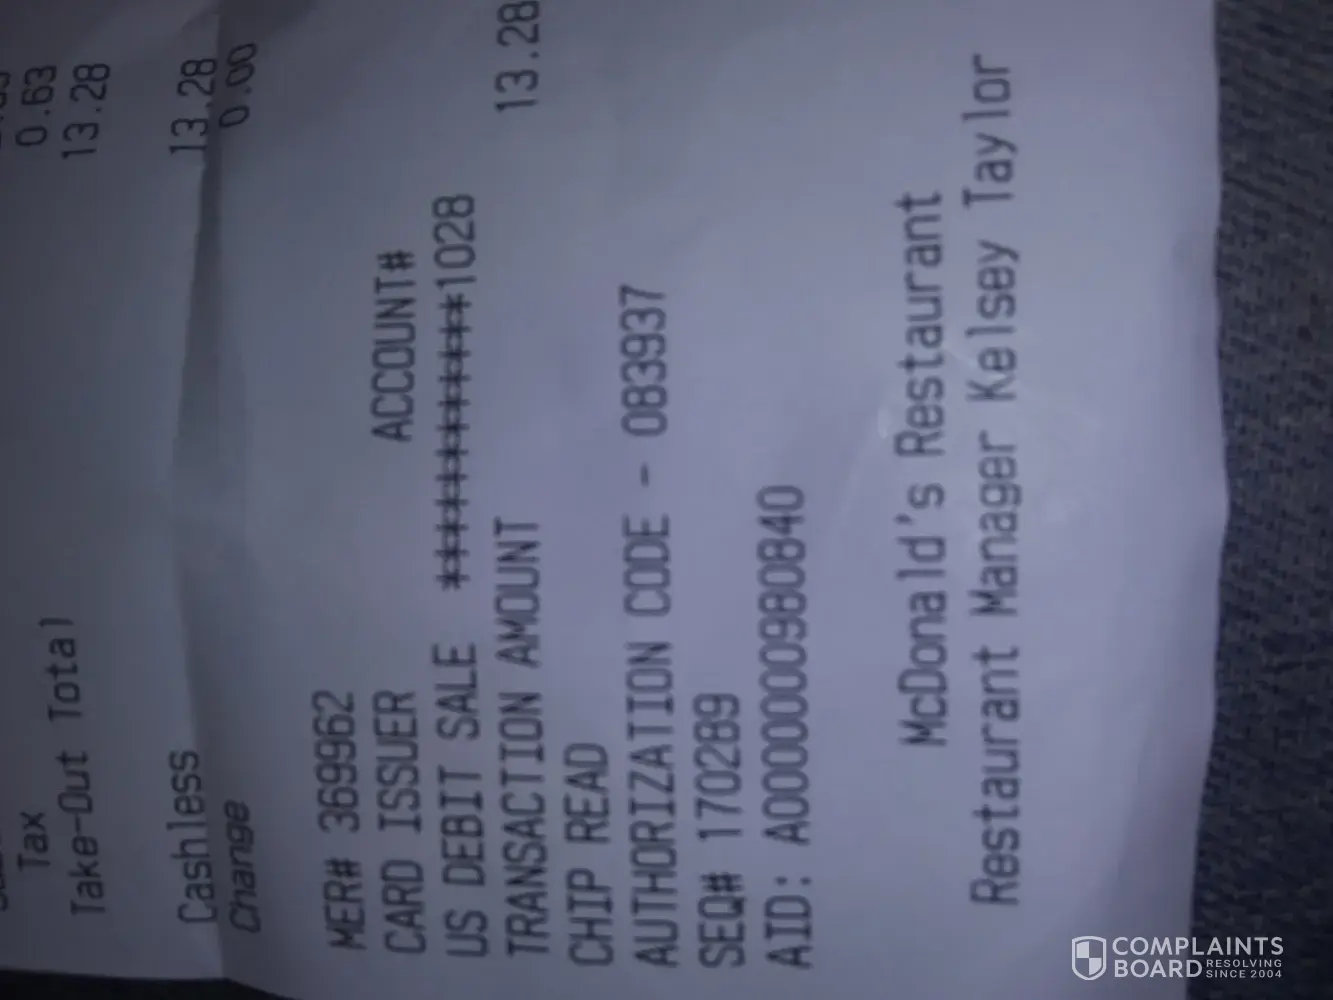 Tax 0.63
Take-Out Total 13.28
Cashless 13.28
Change 0.00
MER# 369962
CARD ISSUER ACCOUNT#
US DEBIT SALE ************1028
TRANSACTION AMOUNT 13.28
CHIP READ
AUTHORIZATION CODE - 083937
SEQ# 170289
AID: A0000000980840
McDonald's Restaurant
Restaurant Manager Kelsey Taylor
COMPLAINTS
BOARD RESOLVING
SINCE 2004